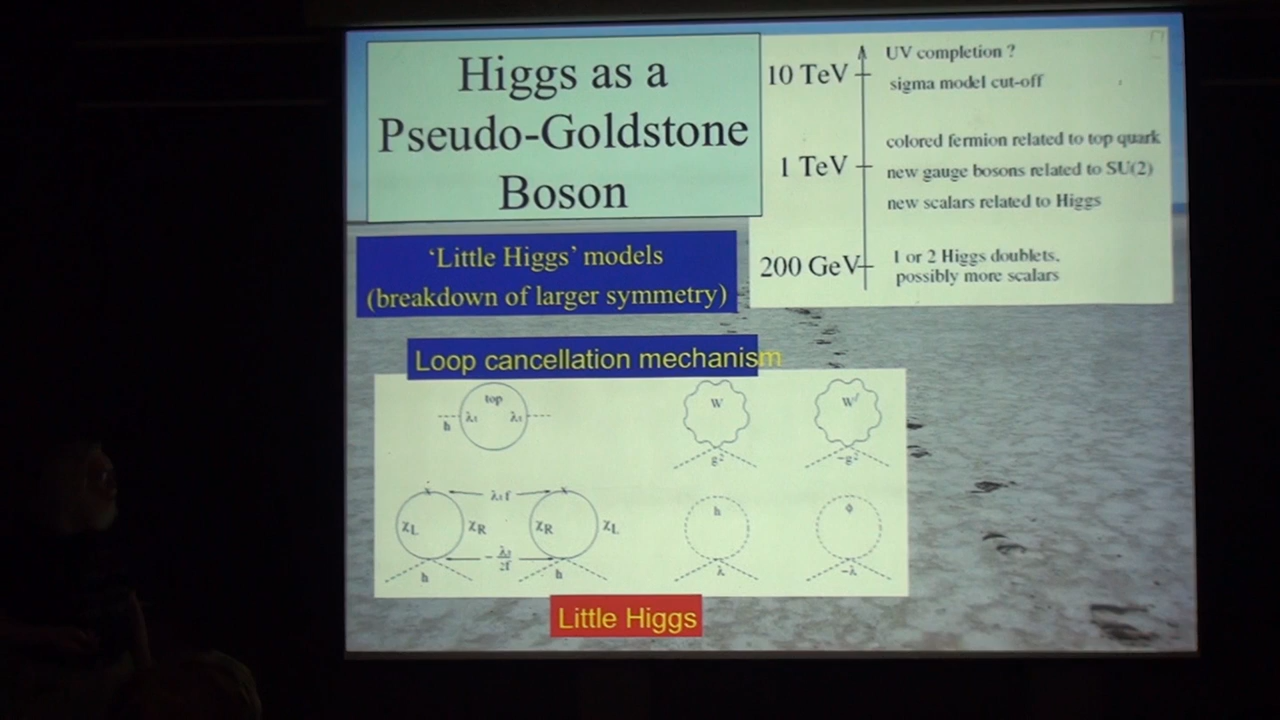 Higgs as a
Pseudo-Goldstone
Boson
'Little Higgs' models
(breakdown of larger symmetry)
10 TeV
UV completion ?
sigma model cut-off
1 TeV
colored fermion related to top quark
new gauge bosons related to SU(2)
new scalars related to Higgs
200 GeV
1 or 2 Higgs doublets.
possibly more scalars
Loop cancellation mechanism
top
h λt λt
W
g²
W'
-g²
λt f
χL χR χR χL
- λt/2f
h h
h
λ
Φ
-λ
Little Higgs